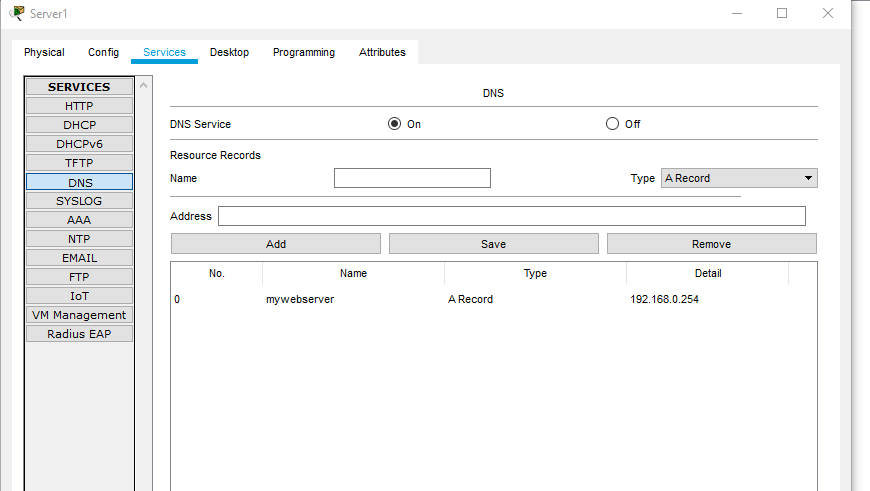 Server1
Physical Config Services Desktop Programming Attributes
SERVICES
HTTP
DHCP
DHCPv6
TFTP
DNS
SYSLOG
AAA
NTP
EMAIL
FTP
IoT
VM Management
Radius EAP
DNS
DNS Service On Off
Resource Records
Name Type A Record
Address
Add Save Remove
No. Name Type Detail
0 mywebserver A Record 192.168.0.254